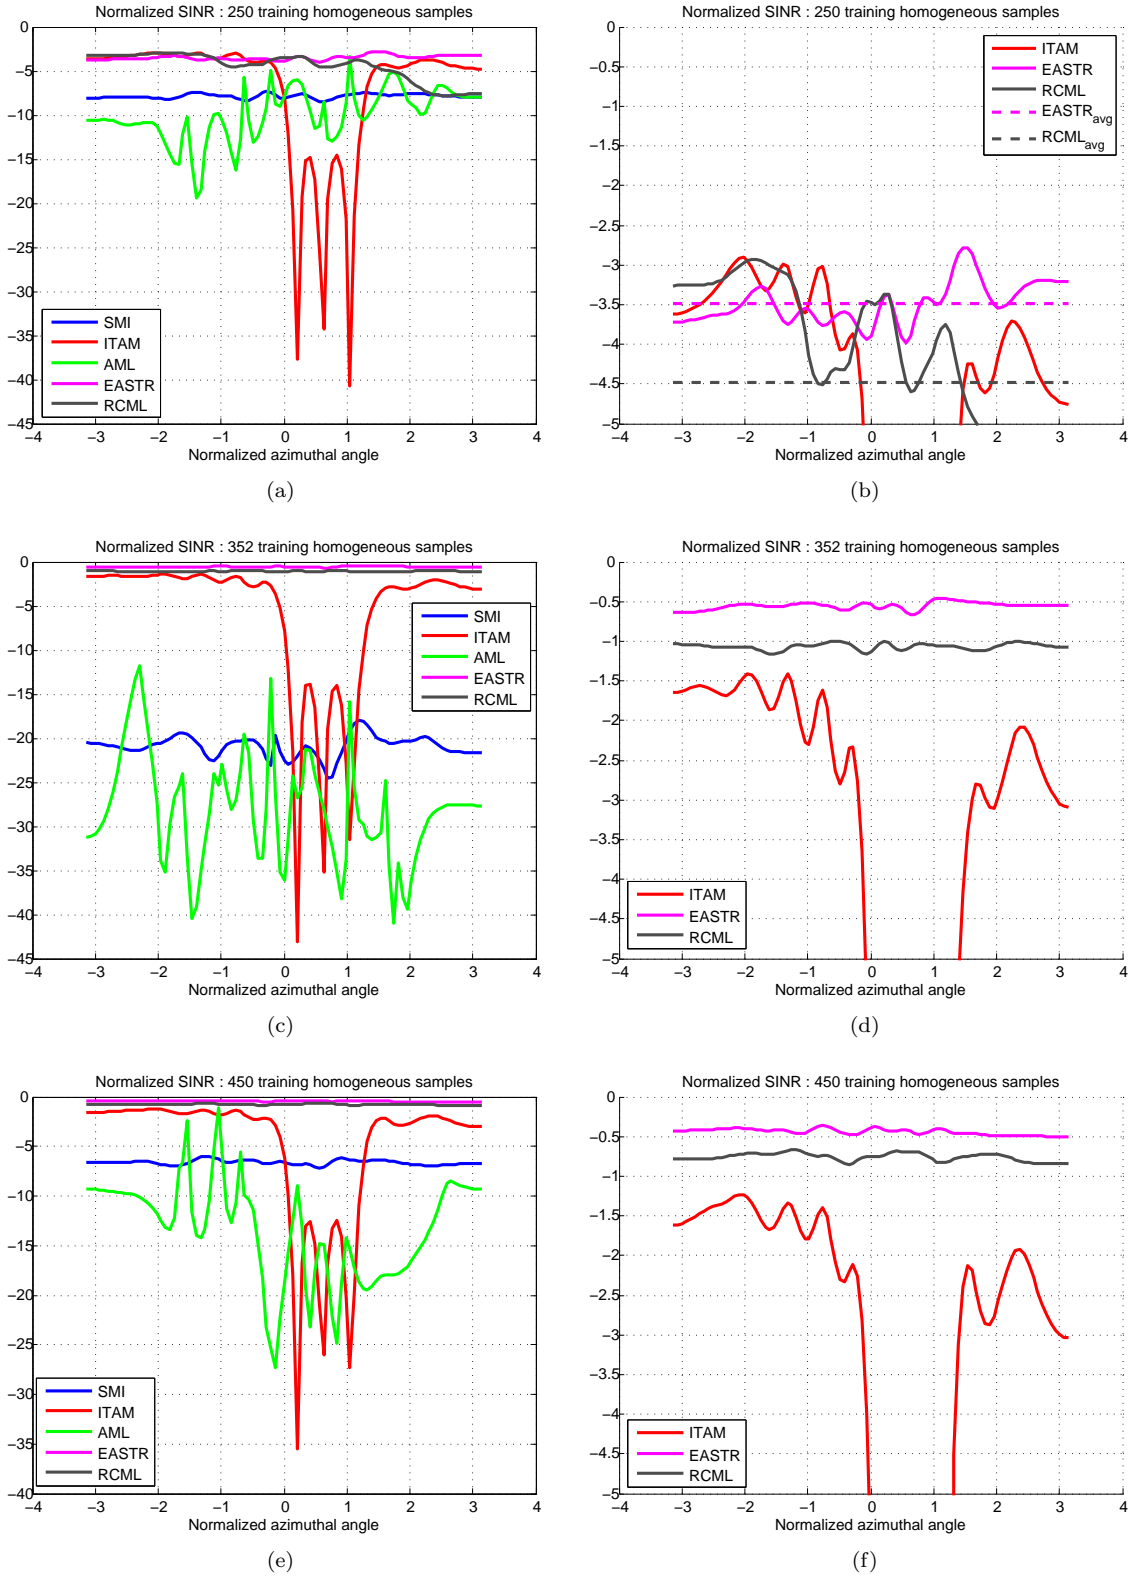 Normalized SINR : 250 training homogeneous samples
0
−5
−10
−15
−20
−25
−30
−35
−40
−45
SMI
ITAM
AML
EASTR
RCML
−4 −3 −2 −1 0 1 2 3 4
Normalized azimuthal angle
(a)
Normalized SINR : 250 training homogeneous samples
0
−0.5
−1
−1.5
−2
−2.5
−3
−3.5
−4
−4.5
−5
ITAM
EASTR
RCML
EASTRavg
RCMLavg
−4 −3 −2 −1 0 1 2 3 4
Normalized azimuthal angle
(b)
Normalized SINR : 352 training homogeneous samples
0
−5
−10
−15
−20
−25
−30
−35
−40
−45
SMI
ITAM
AML
EASTR
RCML
−4 −3 −2 −1 0 1 2 3 4
Normalized azimuthal angle
(c)
Normalized SINR : 352 training homogeneous samples
0
−0.5
−1
−1.5
−2
−2.5
−3
−3.5
−4
−4.5
−5
ITAM
EASTR
RCML
−4 −3 −2 −1 0 1 2 3 4
Normalized azimuthal angle
(d)
Normalized SINR : 450 training homogeneous samples
0
−5
−10
−15
−20
−25
−30
−35
−40
SMI
ITAM
AML
EASTR
RCML
−4 −3 −2 −1 0 1 2 3 4
Normalized azimuthal angle
(e)
Normalized SINR : 450 training homogeneous samples
0
−0.5
−1
−1.5
−2
−2.5
−3
−3.5
−4
−4.5
−5
ITAM
EASTR
RCML
−4 −3 −2 −1 0 1 2 3 4
Normalized azimuthal angle
(f)